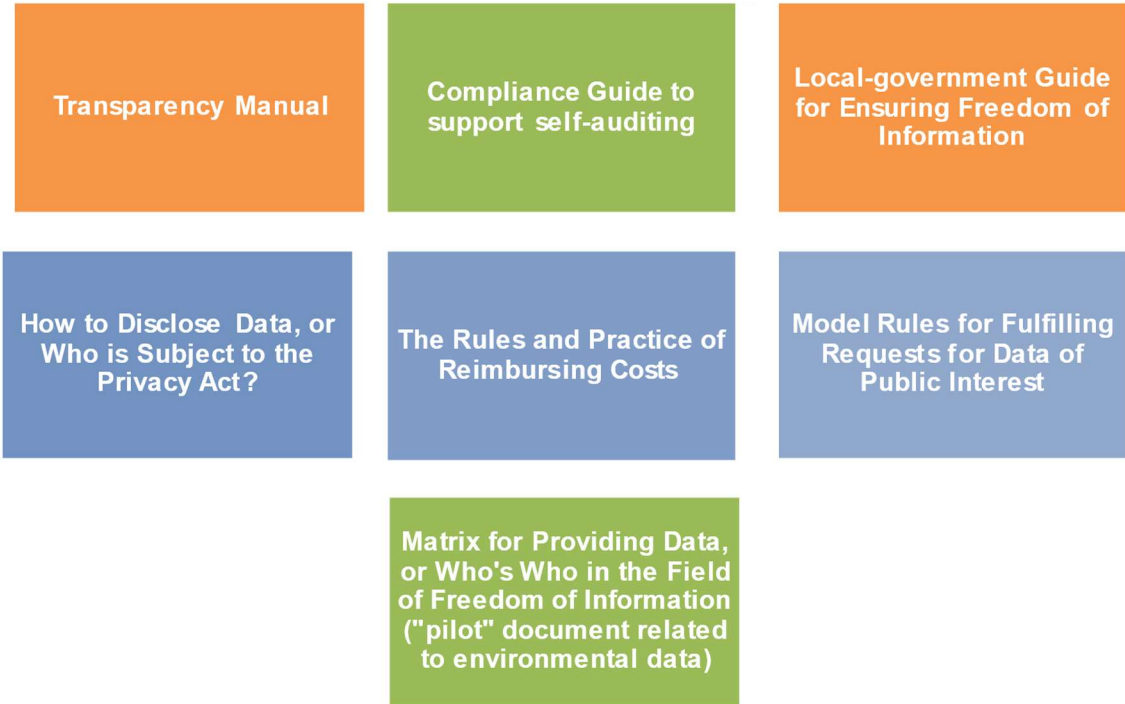 Transparency Manual
Compliance Guide to
support self-auditing
Local-government Guide
for Ensuring Freedom of
Information
How to Disclose Data, or
Who is Subject to the
Privacy Act?
The Rules and Practice of
Reimbursing Costs
Model Rules for Fulfilling
Requests for Data of
Public Interest
Matrix for Providing Data,
or Who's Who in the Field
of Freedom of Information
("pilot" document related
to environmental data)